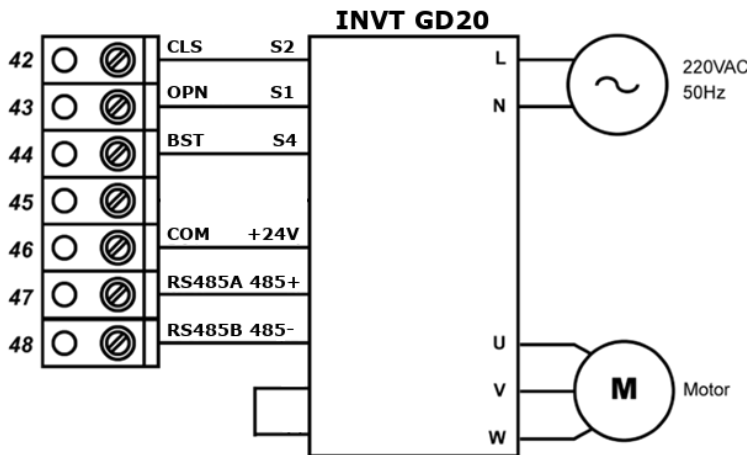 INVT GD20
42 CLS S2 L
43 OPN S1 N
220VAC
50Hz
44 BST S4
45
46 COM +24V
47 RS485A 485+
48 RS485B 485- U
V M Motor
W